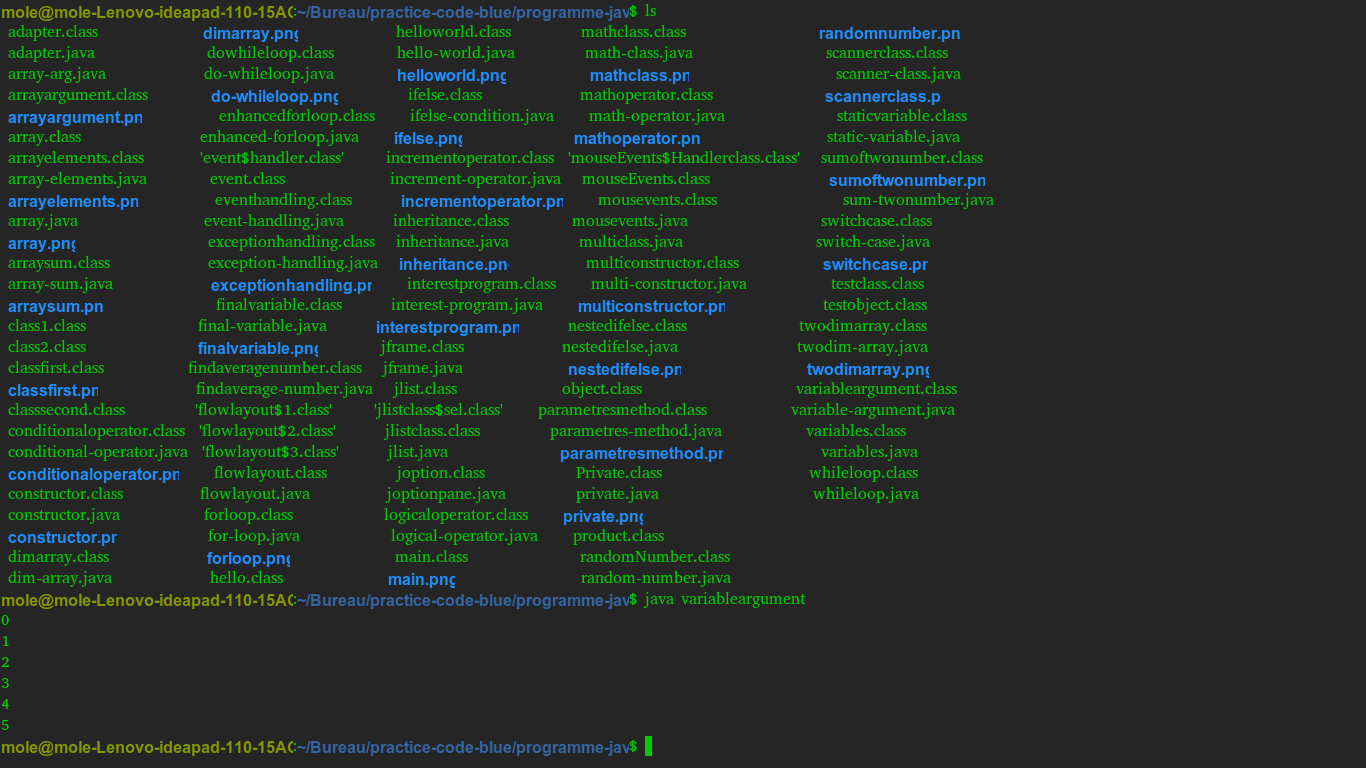 mole@mole-Lenovo-ideapad-110-15AC:~/Bureau/practice-code-blue/programme-jav$ ls
adapter.class dimarray.png helloworld.class mathclass.class randomnumber.pn
adapter.java dowhileloop.class hello-world.java math-class.java scannerclass.class
array-arg.java do-whileloop.java helloworld.png mathclass.pn scanner-class.java
arrayargument.class do-whileloop.png ifelse.class mathoperator.class scannerclass.p
arrayargument.pn enhancedforloop.class ifelse-condition.java math-operator.java staticvariable.class
array.class enhanced-forloop.java ifelse.png mathoperator.pn static-variable.java
arrayelements.class 'event$handler.class' incrementoperator.class 'mouseEvents$Handlerclass.class' sumoftwonumber.class
array-elements.java event.class increment-operator.java mouseEvents.class sumoftwonumber.pn
arrayelements.pn eventhandling.class incrementoperator.pn mousevents.class sum-twonumber.java
array.java event-handling.java inheritance.class mousevents.java switchcase.class
array.png exceptionhandling.class inheritance.java multiclass.java switch-case.java
arraysum.class exception-handling.java inheritance.pn multiconstructor.class switchcase.pr
array-sum.java exceptionhandling.pr interestprogram.class multi-constructor.java testclass.class
arraysum.pn finalvariable.class interest-program.java multiconstructor.pn testobject.class
class1.class final-variable.java interestprogram.pn nestedifelse.class twodimarray.class
class2.class finalvariable.png jframe.class nestedifelse.java twodim-array.java
classfirst.class findaveragenumber.class jframe.java nestedifelse.pn twodimarray.png
classfirst.pn findaverage-number.java jlist.class object.class variableargument.class
classsecond.class 'flowlayout$1.class' 'jlistclass$sel.class' parametresmethod.class variable-argument.java
conditionaloperator.class 'flowlayout$2.class' jlistclass.class parametres-method.java variables.class
conditional-operator.java 'flowlayout$3.class' jlist.java parametresmethod.pr variables.java
conditionaloperator.pn flowlayout.class joption.class Private.class whileloop.class
constructor.class flowlayout.java joptionpane.java private.java whileloop.java
constructor.java forloop.class logicaloperator.class private.png
constructor.pr for-loop.java logical-operator.java product.class
dimarray.class forloop.png main.class randomNumber.class
dim-array.java hello.class main.png random-number.java
mole@mole-Lenovo-ideapad-110-15AC:~/Bureau/practice-code-blue/programme-jav$ java variableargument
0
1
2
3
4
5
mole@mole-Lenovo-ideapad-110-15AC:~/Bureau/practice-code-blue/programme-jav$